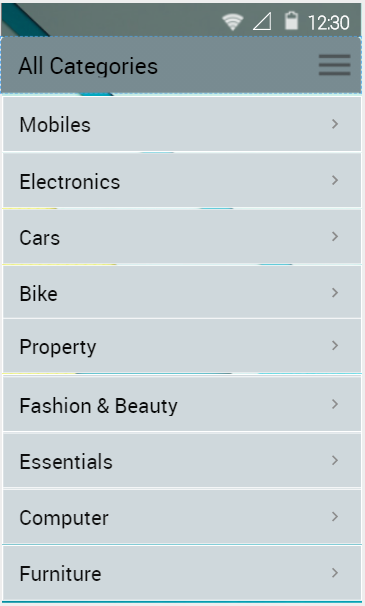 12:30
All Categories
Mobiles
Electronics
Cars
Bike
Property
Fashion & Beauty
Essentials
Computer
Furniture